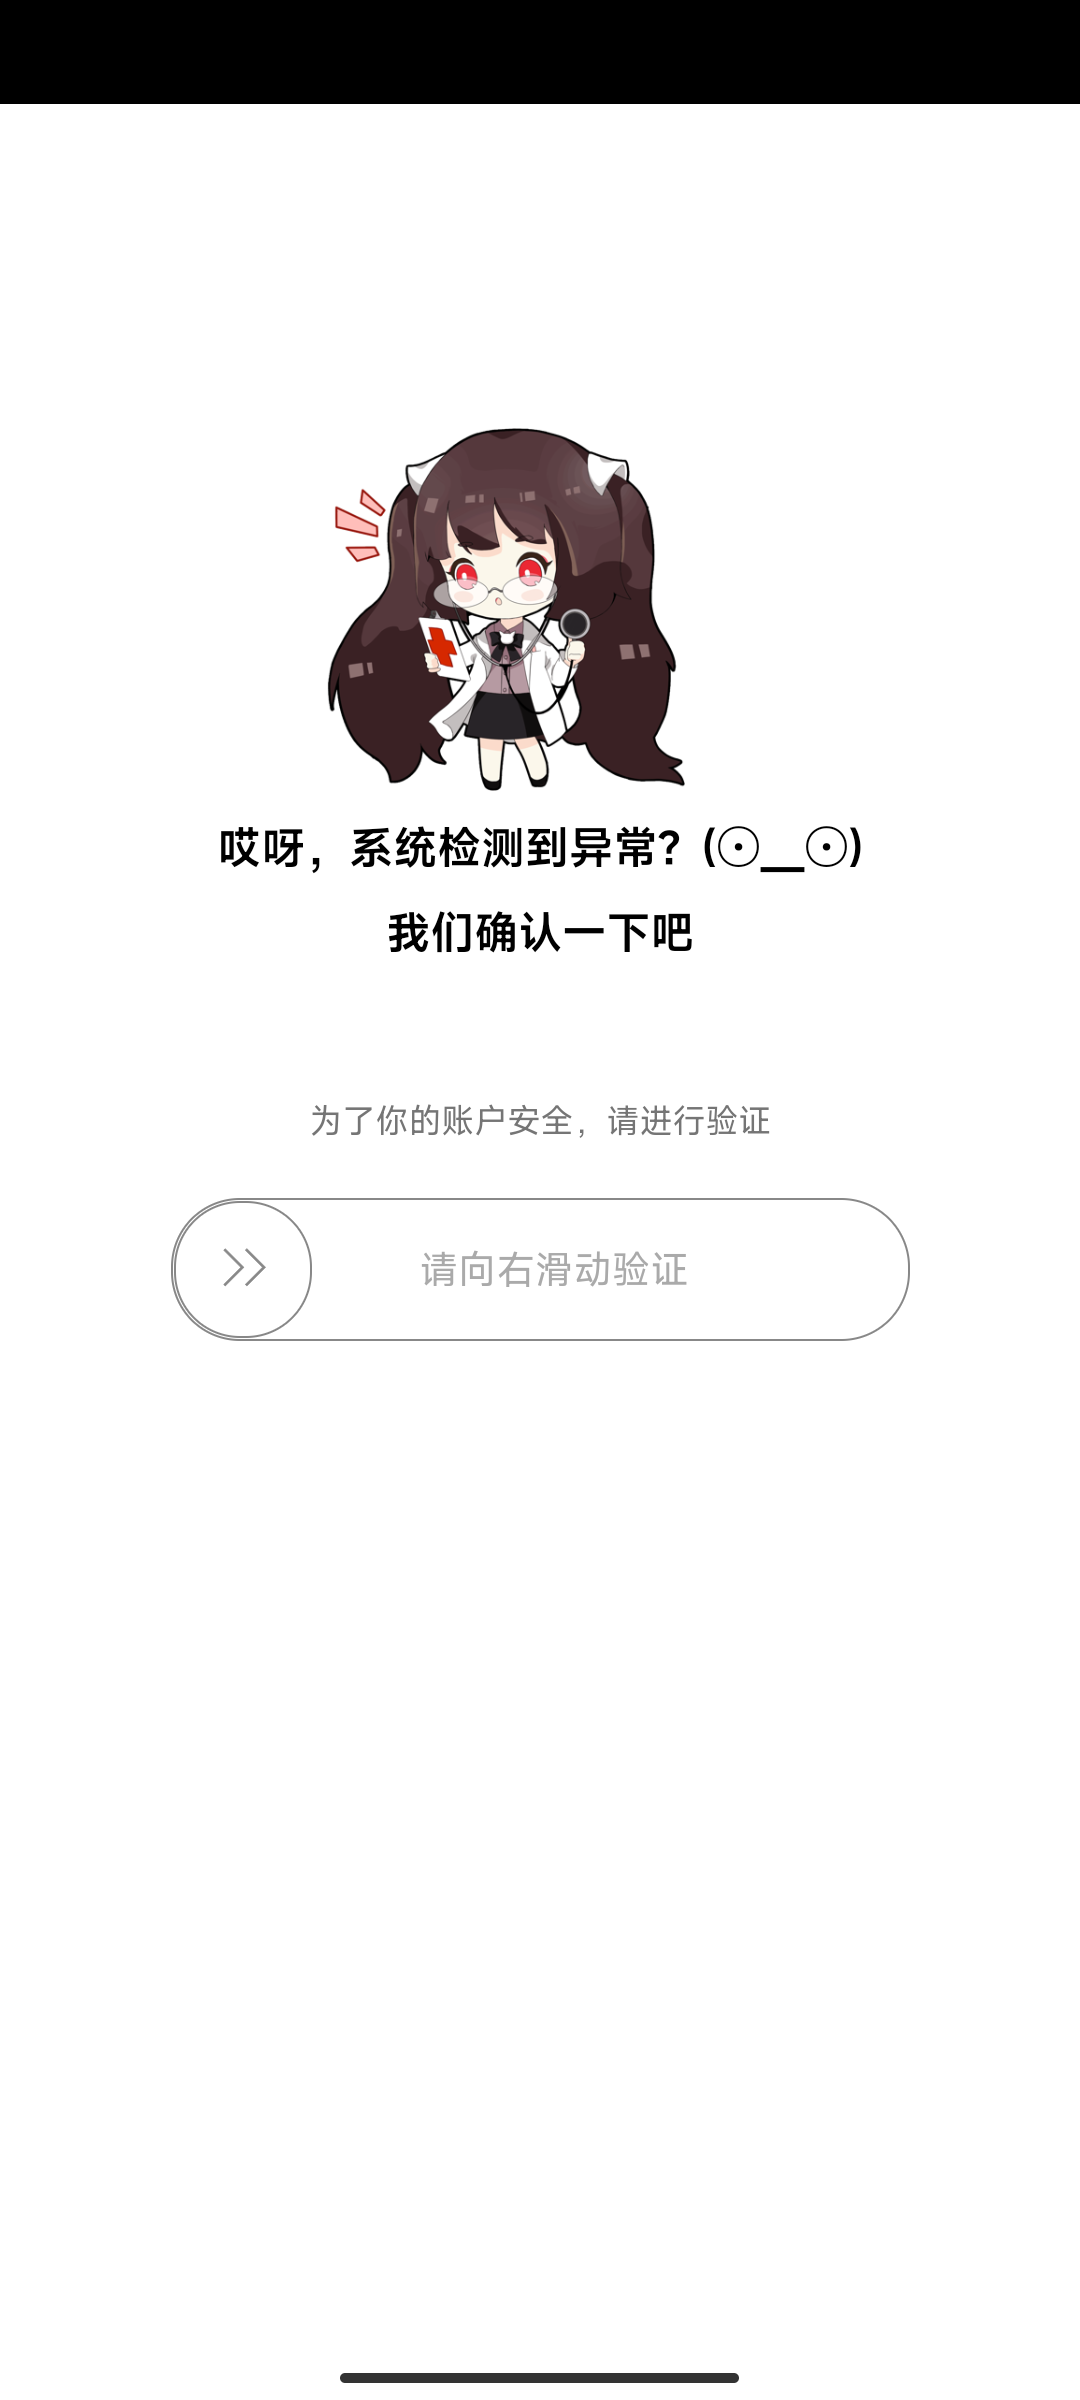 哎呀，系统检测到异常？(⊙__⊙)
我们确认一下吧
为了你的账户安全，请进行验证
请向右滑动验证